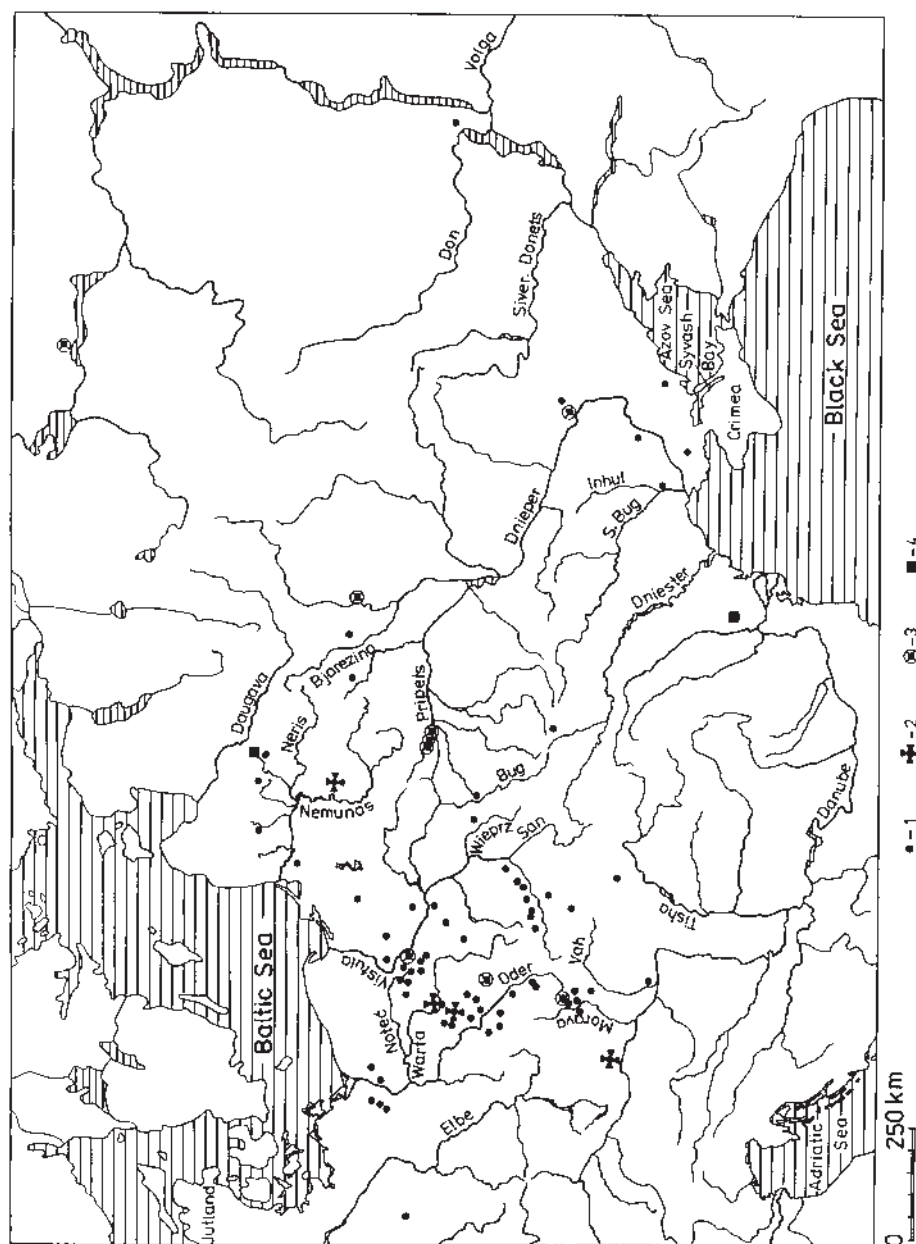 Volga
Don
Siver. Donets
Azov Sea
Syvash
Bay
Crimea
Black Sea
Dnieper
Inhul
S. Bug
Dniester
Daugava
Bjarezina
Neris
Pripets
Nemunas
Bug
Wieprz
San
Danube
Tisha
Baltic Sea
Vistula
Noteć
Warta
Oder
Vah
Morava
Elbe
Jutland
Adriatic
Sea
0 250 km
1
2
3
4